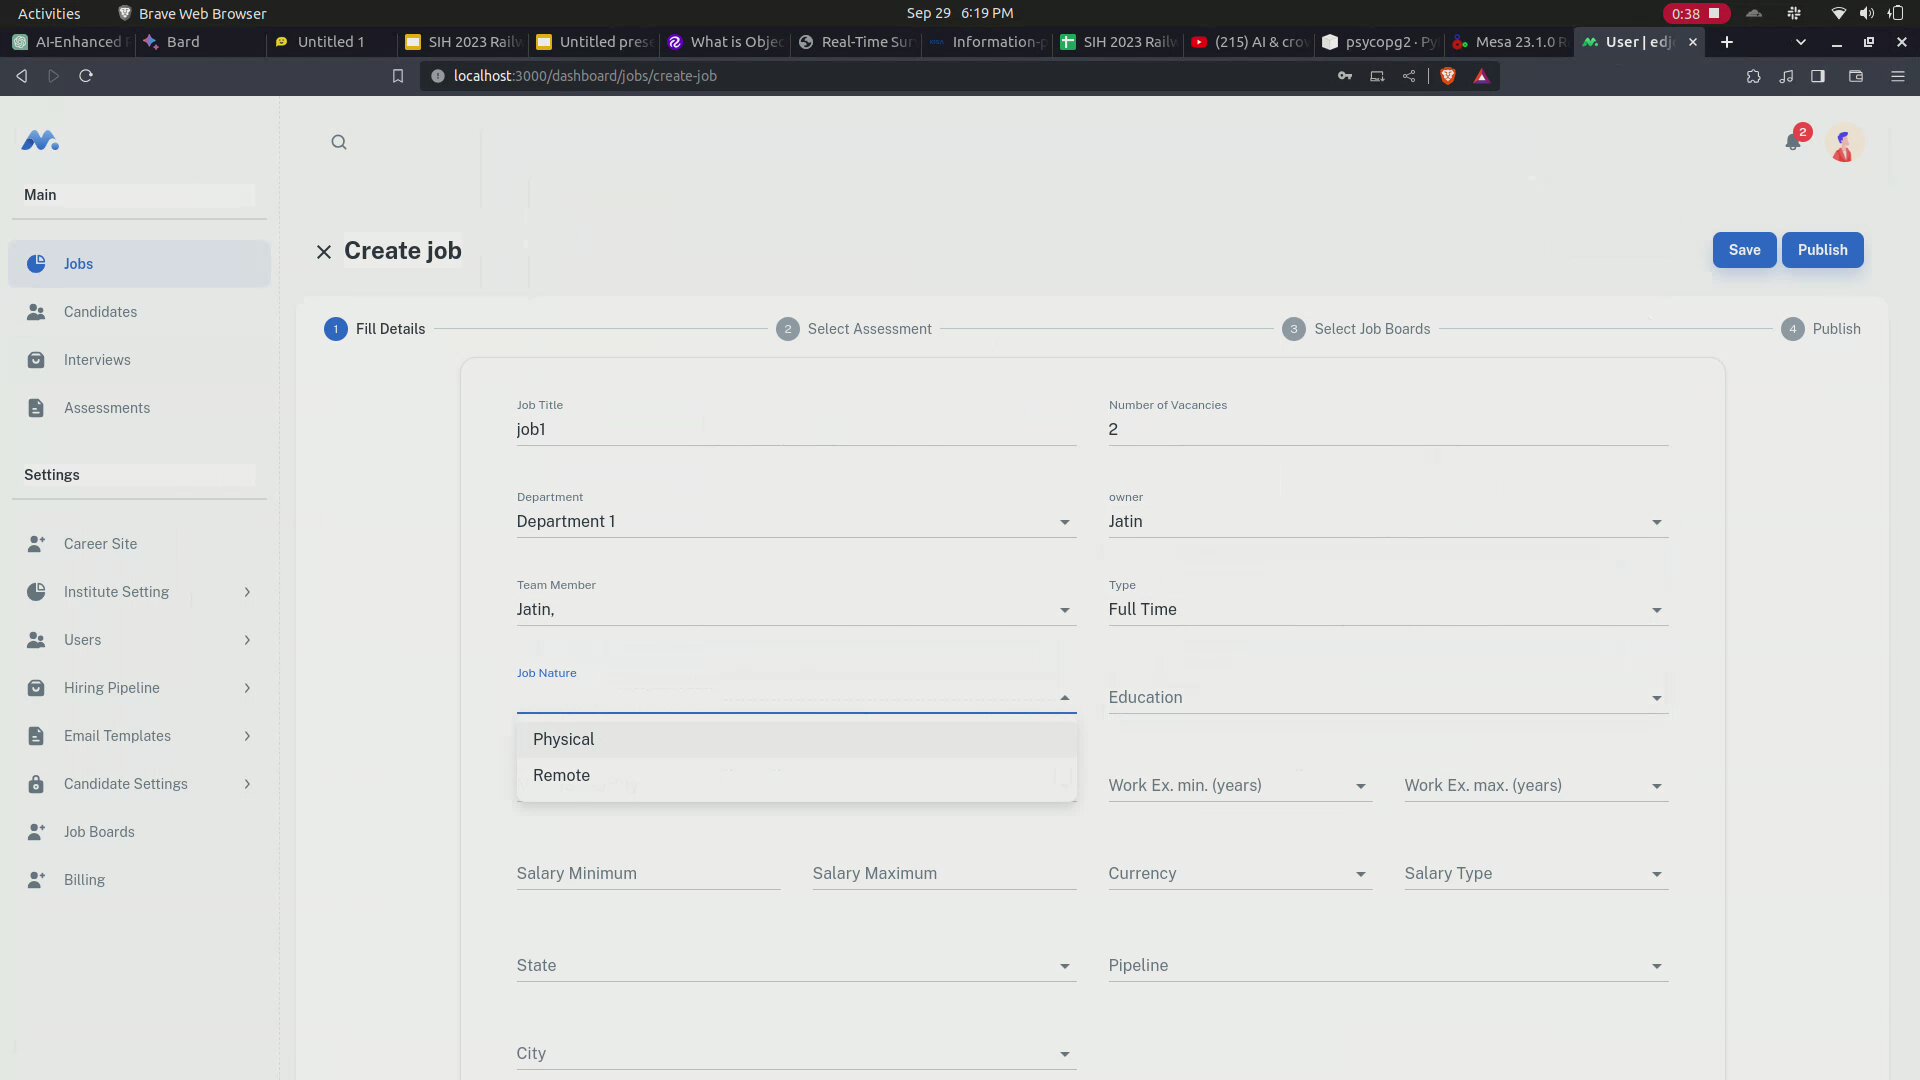 Activities
Brave Web Browser
Sep 29 6:19 PM
0:38
AI-Enhanced
Bard
Untitled 1
SIH 2023 Railw
Untitled prese
What is Objec
Real-Time Sur
Information-p
SIH 2023 Railw
(215) AI & crow
psycopg2 · Py
Mesa 23.1.0 R
User | edj
localhost:3000/dashboard/jobs/create-job
2
Main
Create job
Save
Publish
Jobs
Candidates
Interviews
Assessments
1 Fill Details
2 Select Assessment
3 Select Job Boards
4 Publish
Job Title
job1
Number of Vacancies
2
Settings
Department
Department 1
owner
Jatin
Career Site
Institute Setting
Users
Hiring Pipeline
Email Templates
Candidate Settings
Job Boards
Billing
Team Member
Jatin,
Type
Full Time
Job Nature
Education
Physical
Remote
Work Ex. min. (years)
Work Ex. max. (years)
Salary Minimum
Salary Maximum
Currency
Salary Type
State
Pipeline
City